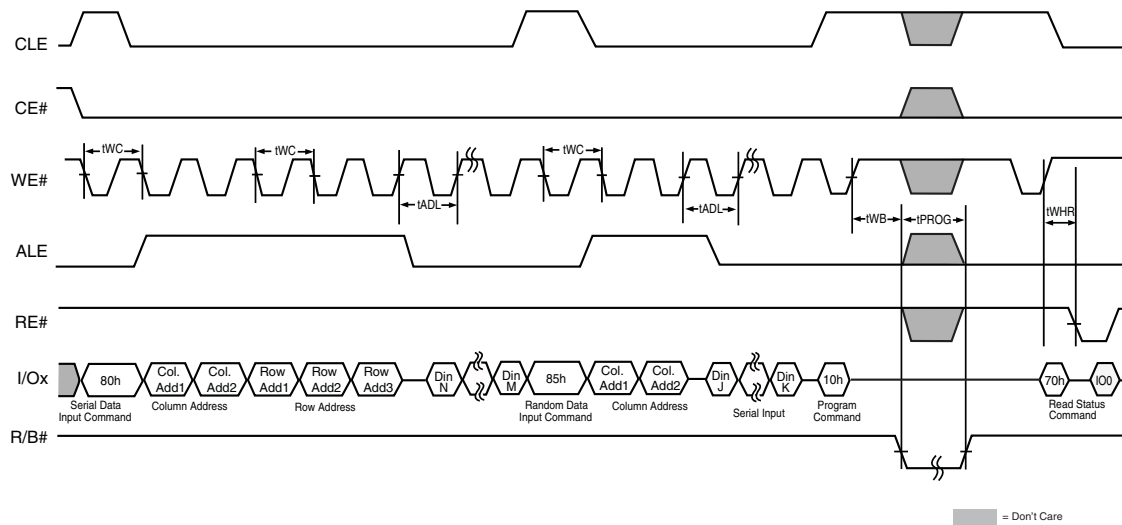 CLE
CE#
tWC tWC tWC
WE#
tADL tADL
tWB tPROG tWHR
ALE
RE#
I/Ox 80h Col. Add1 Col. Add2 Row Add1 Row Add2 Row Add3 Din N Din M 85h Col. Add1 Col. Add2 Din J Din K 10h 70h IO0
Serial Data Input Command Column Address Row Address Random Data Input Command Column Address Serial Input Program Command Read Status Command
R/B#
= Don't Care